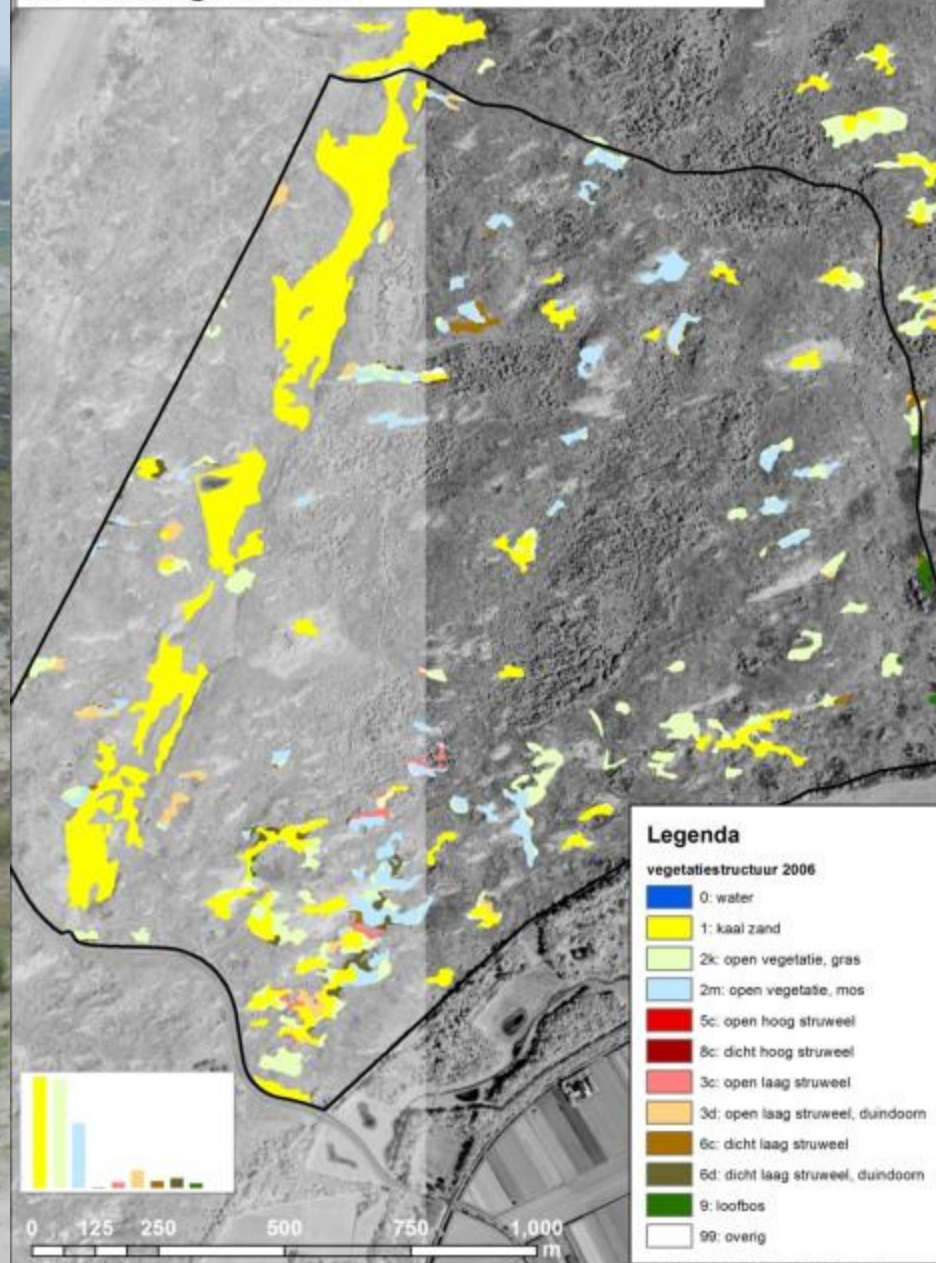 Legenda
vegetatiestructuur 2006
0: water
1: kaal zand
2k: open vegetatie, gras
2m: open vegetatie, mos
5c: open hoog struweel
8c: dicht hoog struweel
3c: open laag struweel
3d: open laag struweel, duindoorn
6c: dicht laag struweel
6d: dicht laag struweel, duindoorn
9: loofbos
99: overig
0 125 250 500 750 1,000
m